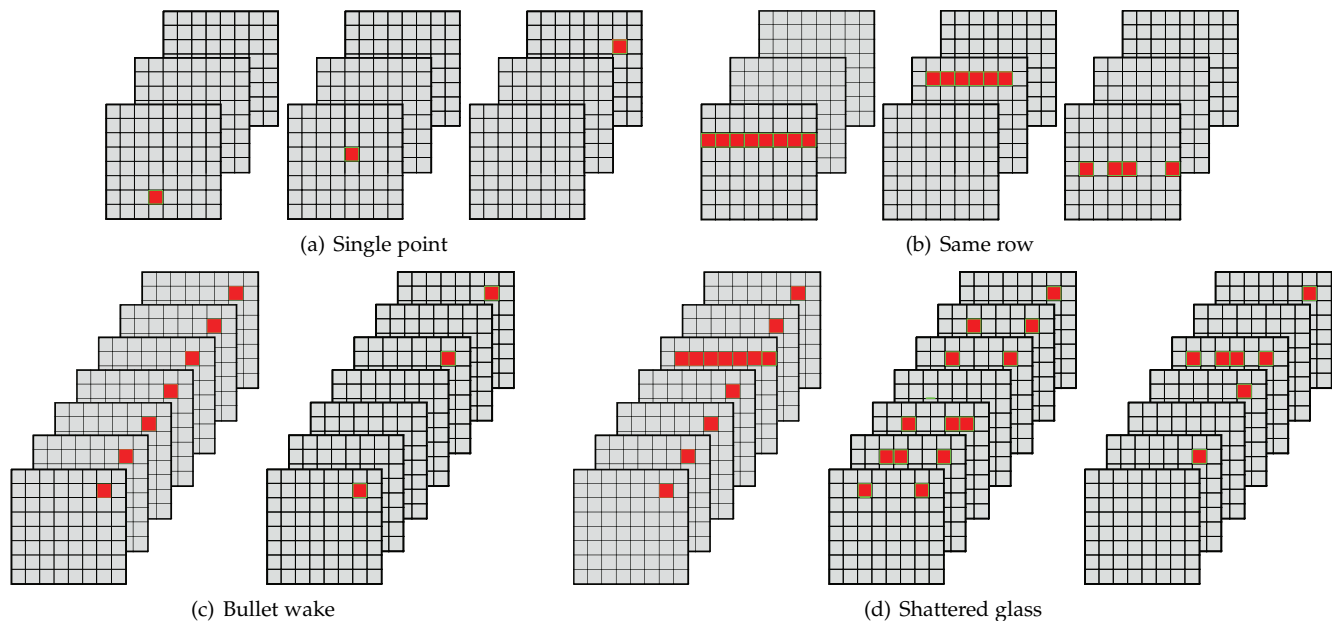 (a) Single point
(b) Same row
(c) Bullet wake
(d) Shattered glass